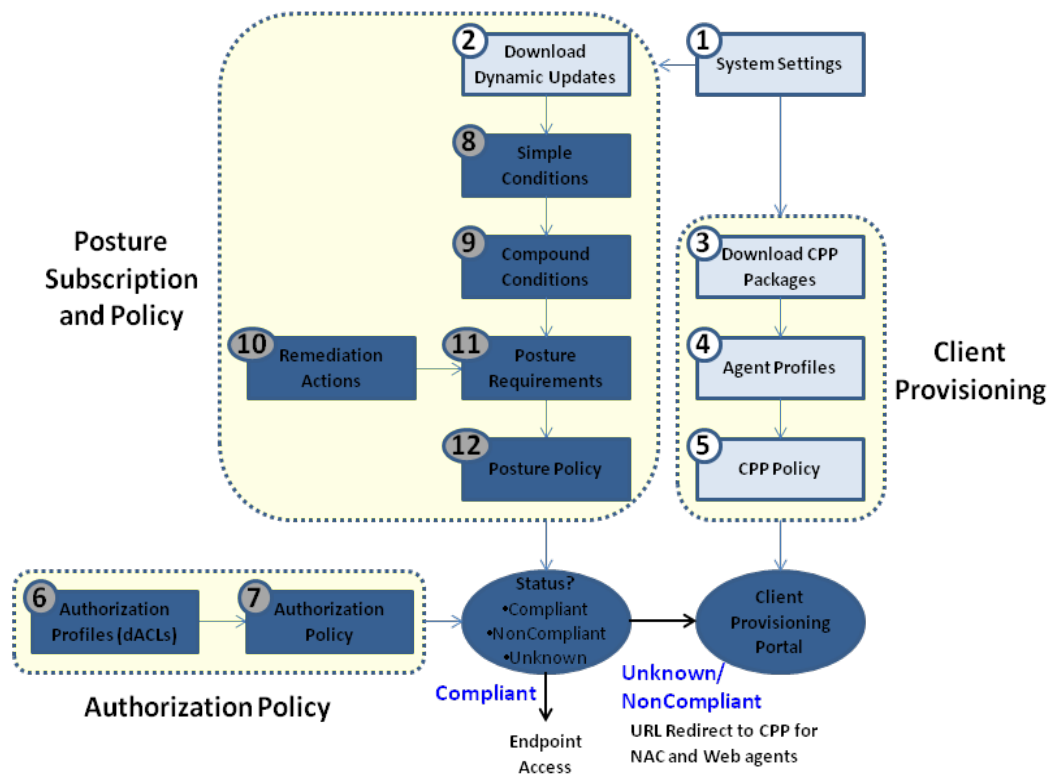 2
Download
Dynamic Updates
1
System Settings
8
Simple
Conditions
9
Compound
Conditions
Posture
Subscription
and Policy
10
Remediation
Actions
11
Posture
Requirements
12
Posture Policy
3
Download CPP
Packages
4
Agent Profiles
5
CPP Policy
Client
Provisioning
6
Authorization
Profiles (dACLs)
7
Authorization
Policy
Authorization Policy
Status?
•Compliant
•NonCompliant
•Unknown
Client
Provisioning
Portal
Compliant
Endpoint
Access
Unknown/
NonCompliant
URL Redirect to CPP for
NAC and Web agents